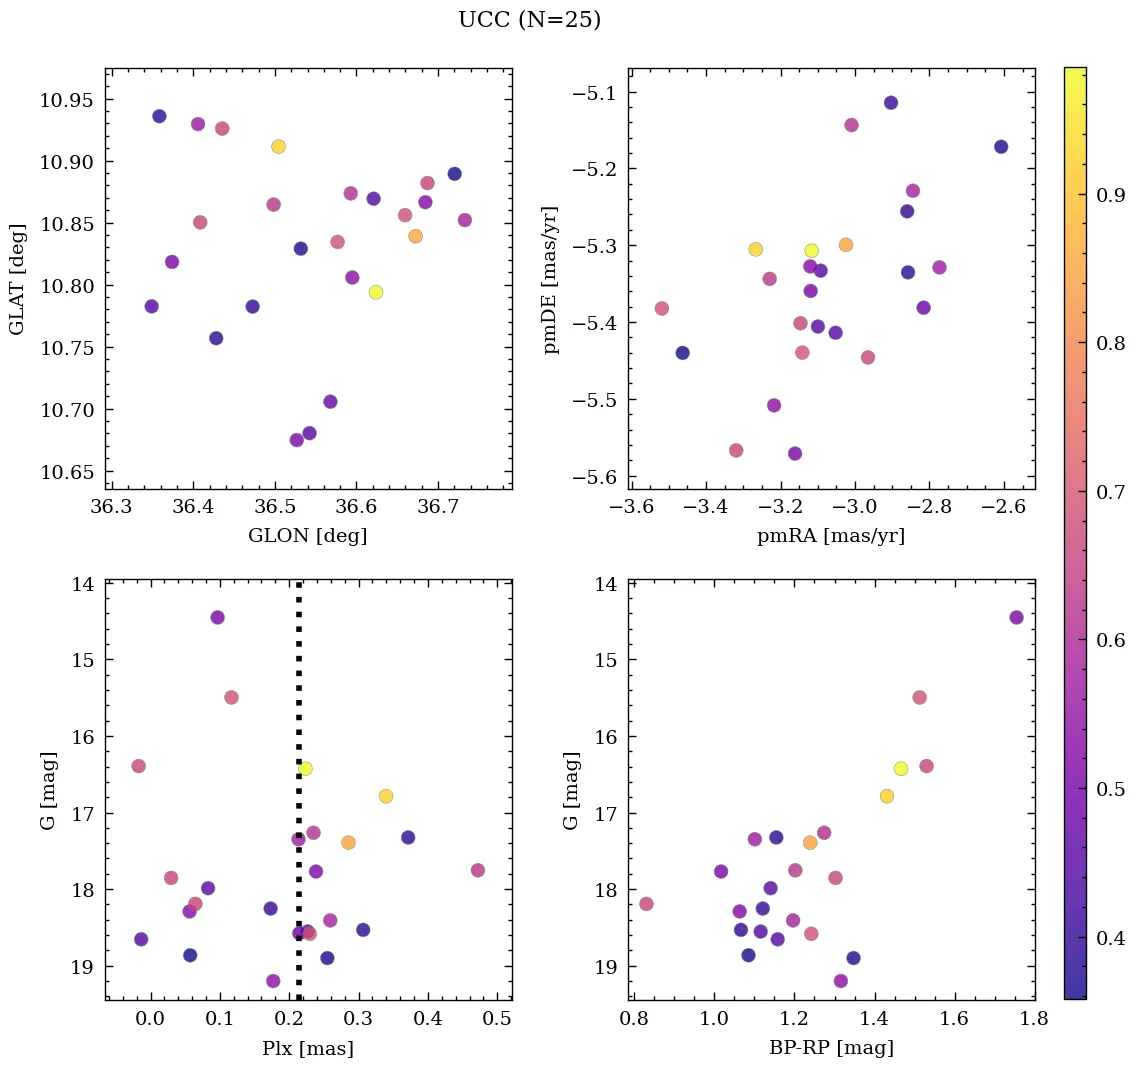 UCC (N=25)
10.95
10.90
10.85
10.80
10.75
10.70
10.65
GLAT [deg]
36.3 36.4 36.5 36.6 36.7
GLON [deg]
−5.1
−5.2
−5.3
−5.4
−5.5
−5.6
pmDE [mas/yr]
−3.6 −3.4 −3.2 −3.0 −2.8 −2.6
pmRA [mas/yr]
14
15
16
17
18
19
G [mag]
0.0 0.1 0.2 0.3 0.4 0.5
Plx [mas]
14
15
16
17
18
19
G [mag]
0.8 1.0 1.2 1.4 1.6 1.8
BP-RP [mag]
0.9
0.8
0.7
0.6
0.5
0.4